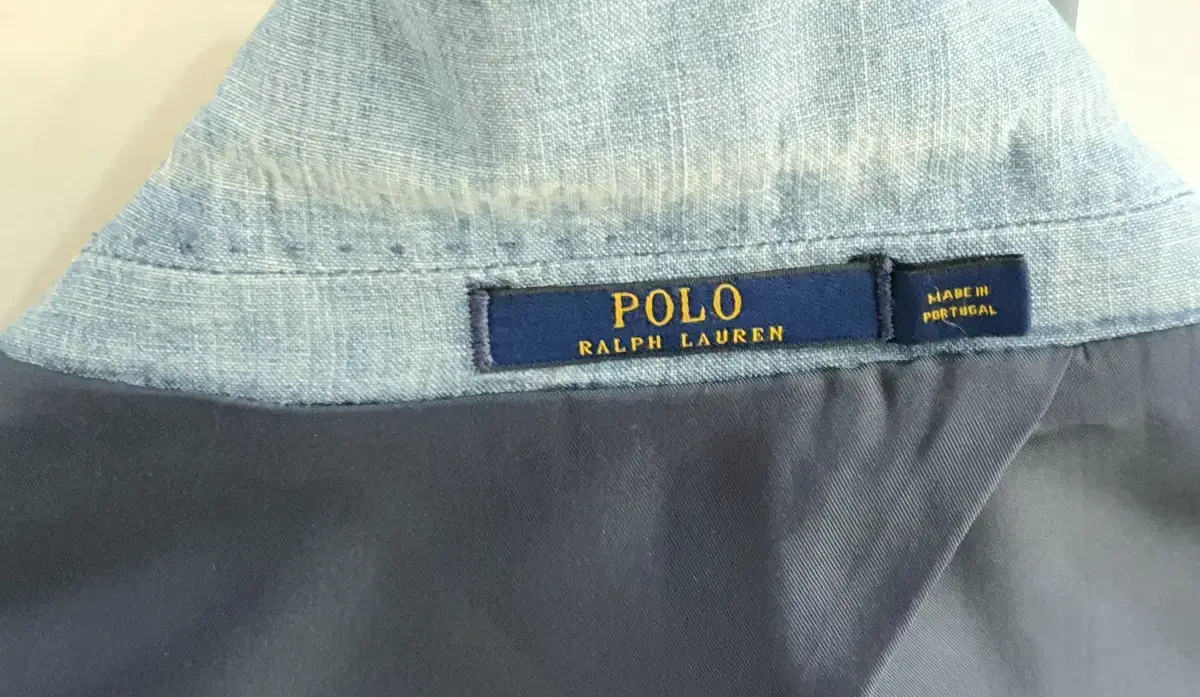 POLO
RALPH LAUREN
MADE IN
PORTUGAL